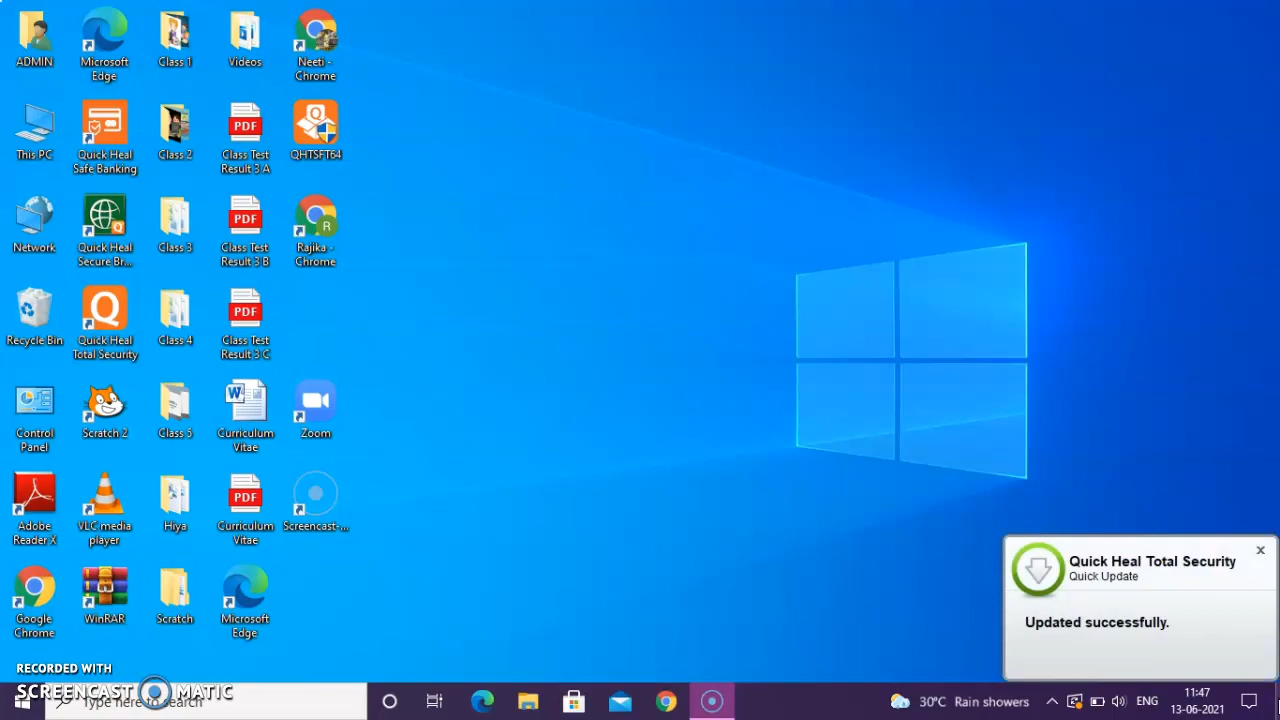 ADMIN
Microsoft
Edge
Class 1
Videos
Neeti -
Chrome
This PC
Quick Heal
Safe Banking
Class 2
PDF
Class Test
Result 3 A
QHTSFT64
Network
Quick Heal
Secure Br...
Class 3
PDF
Class Test
Result 3 B
R
Rajika -
Chrome
Recycle Bin
Quick Heal
Total Security
Class 4
PDF
Class Test
Result 3 C
Control
Panel
Scratch 2
Class 5
Curriculum
Vitae
Zoom
Adobe
Reader X
VLC media
player
Hiya
PDF
Curriculum
Vitae
Screencast-...
Google
Chrome
WinRAR
Scratch
Microsoft
Edge
Quick Heal Total Security
Quick Update
Updated successfully.
RECORDED WITH
SCREENCAST MATIC
Type here to search
30°C Rain showers
ENG
11:47
13-06-2021